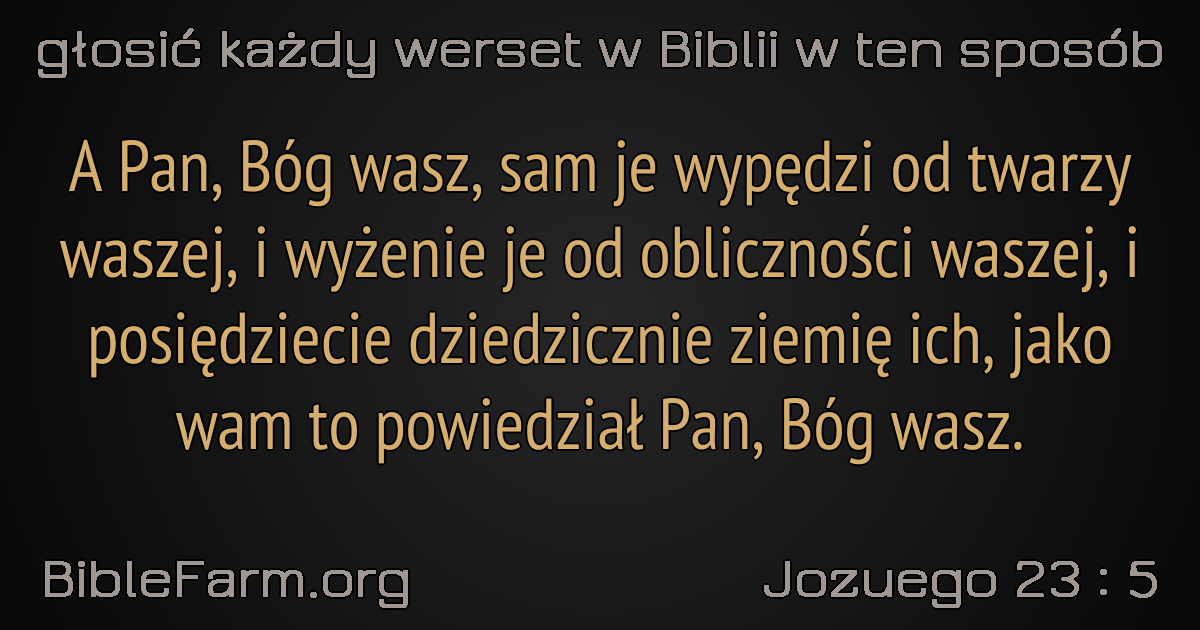 głosić każdy werset w Biblii w ten sposób
A Pan, Bóg wasz, sam je wypędzi od twarzy
waszej, i wyżenie je od obliczności waszej, i
posiędziecie dziedzicznie ziemię ich, jako
wam to powiedział Pan, Bóg wasz.
BibleFarm.org
Jozuego 23 : 5